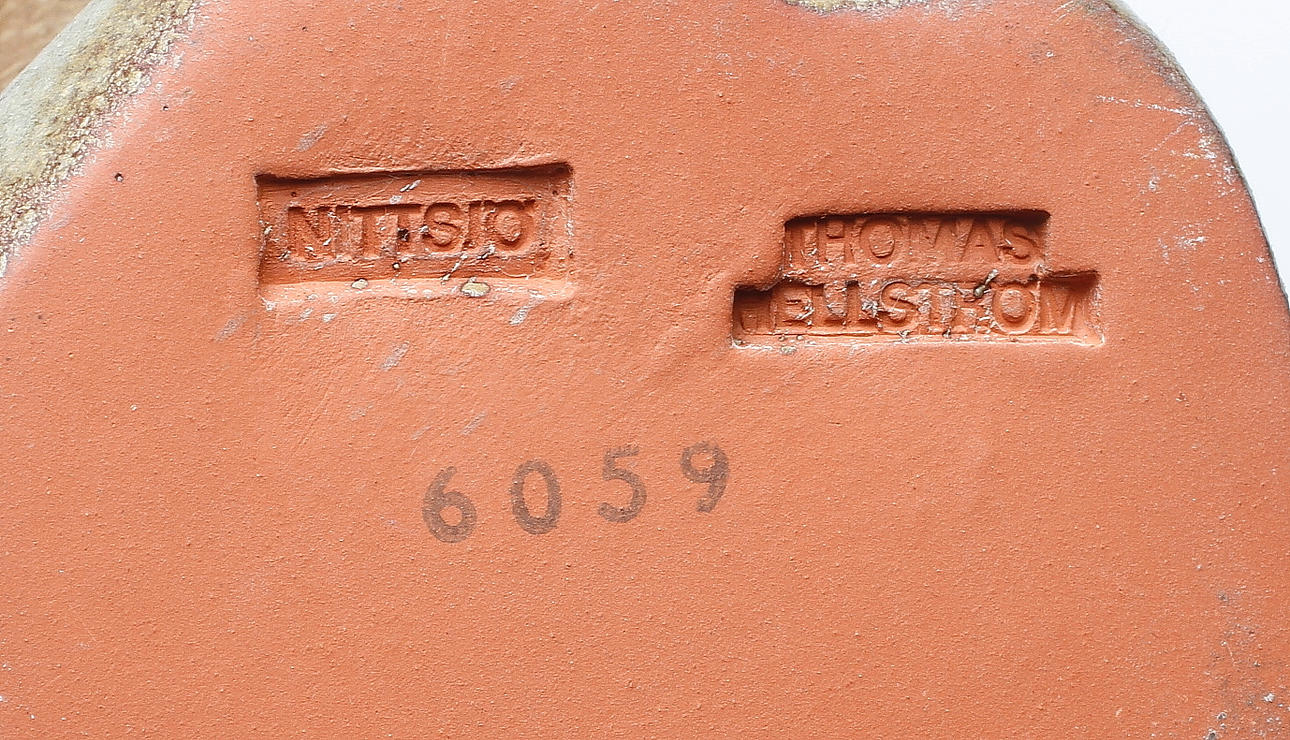 NITTSJÖ
THOMAS
HELLSTRÖM
6059